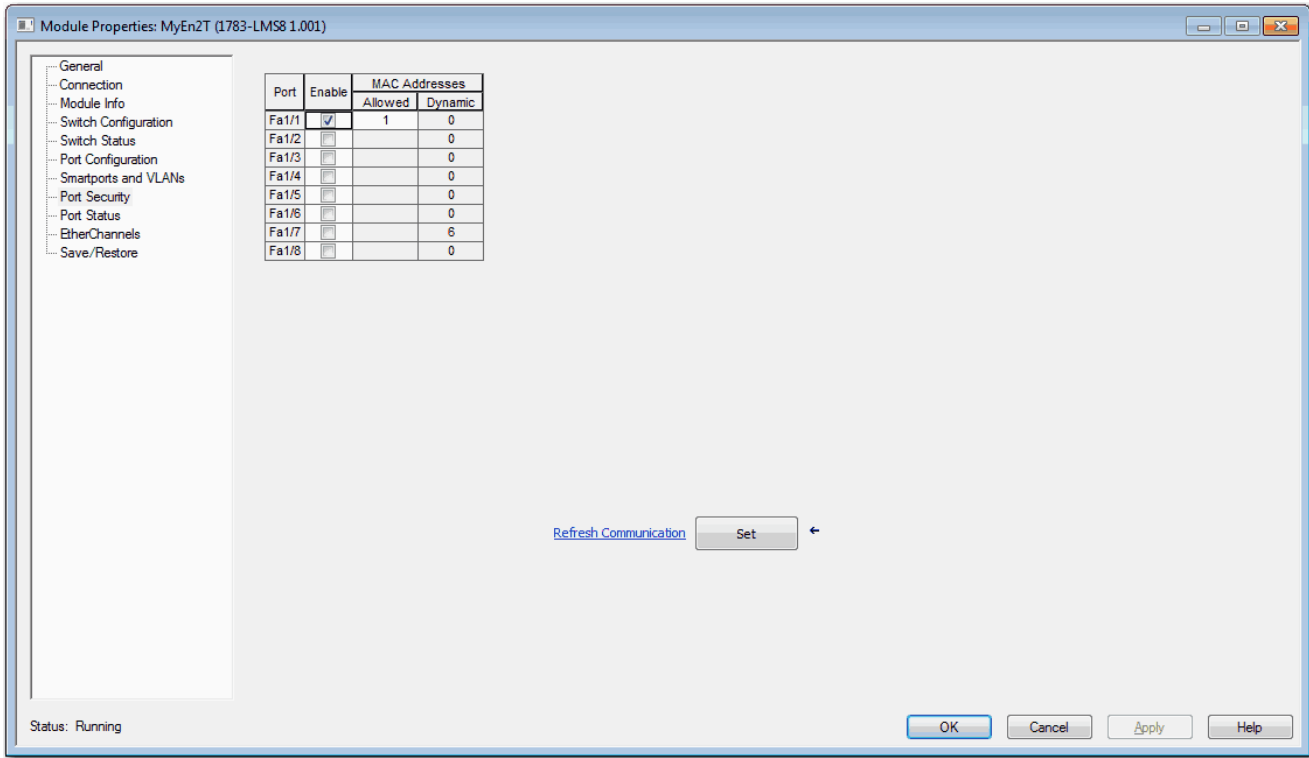 Module Properties: MyEn2T (1783-LMS8 1.001)
General
Connection
Module Info
Switch Configuration
Switch Status
Port Configuration
Smartports and VLANs
Port Security
Port Status
EtherChannels
Save/Restore
Port Enable MAC Addresses
Allowed Dynamic
Fa1/1 1 0
Fa1/2 0
Fa1/3 0
Fa1/4 0
Fa1/5 0
Fa1/6 0
Fa1/7 6
Fa1/8 0
Refresh Communication Set
Status: Running
OK Cancel Apply Help